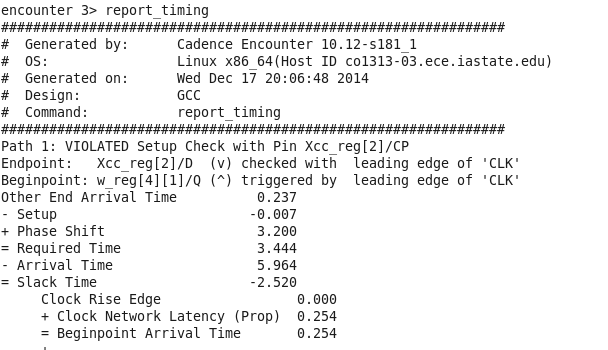 encounter 3> report_timing
###############################################################
#  Generated by:      Cadence Encounter 10.12-s181_1
#  OS:                Linux x86_64(Host ID co1313-03.ece.iastate.edu)
#  Generated on:      Wed Dec 17 20:06:48 2014
#  Design:            GCC
#  Command:           report_timing
###############################################################
Path 1: VIOLATED Setup Check with Pin Xcc_reg[2]/CP
Endpoint:   Xcc_reg[2]/D  (v) checked with  leading edge of 'CLK'
Beginpoint: w_reg[4][1]/Q (^) triggered by  leading edge of 'CLK'
Other End Arrival Time          0.237
- Setup                        -0.007
+ Phase Shift                   3.200
= Required Time                 3.444
- Arrival Time                  5.964
= Slack Time                   -2.520
     Clock Rise Edge                 0.000
     + Clock Network Latency (Prop)  0.254
     = Beginpoint Arrival Time       0.254